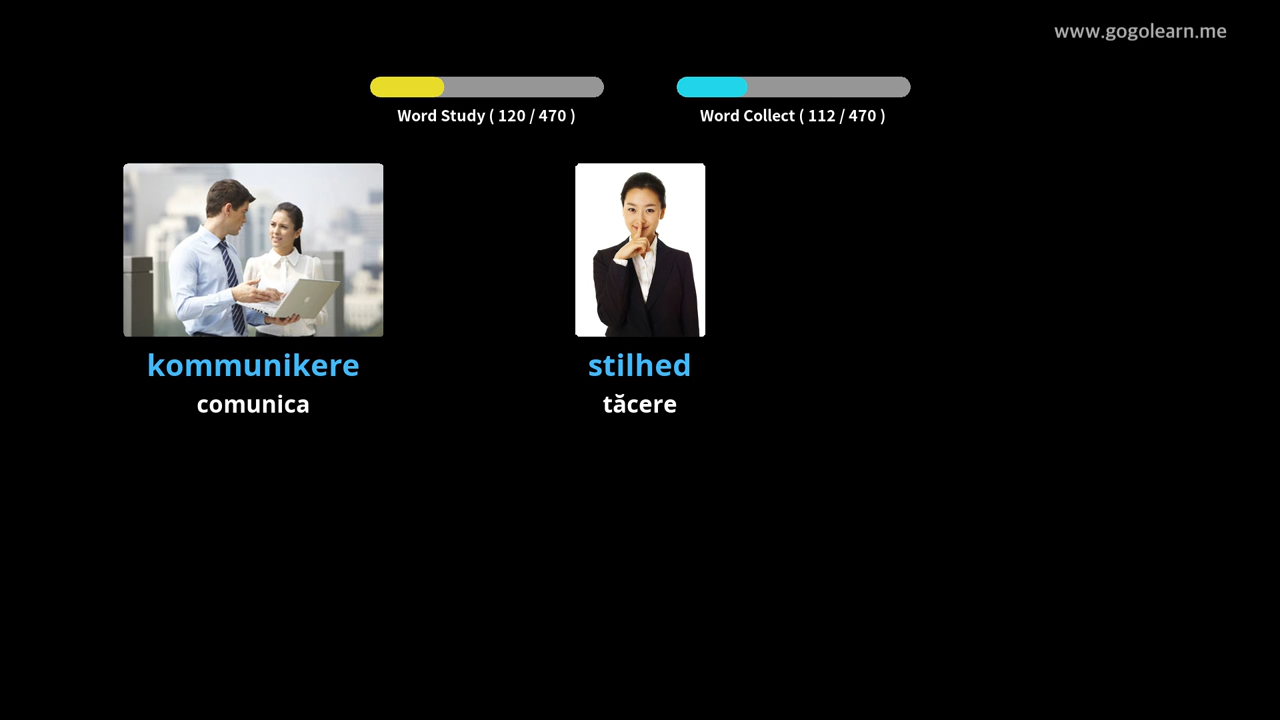 www.gogolearn.me
Word Study ( 120 / 470 )
Word Collect ( 112 / 470 )
kommunikere
comunica
stilhed
tăcere